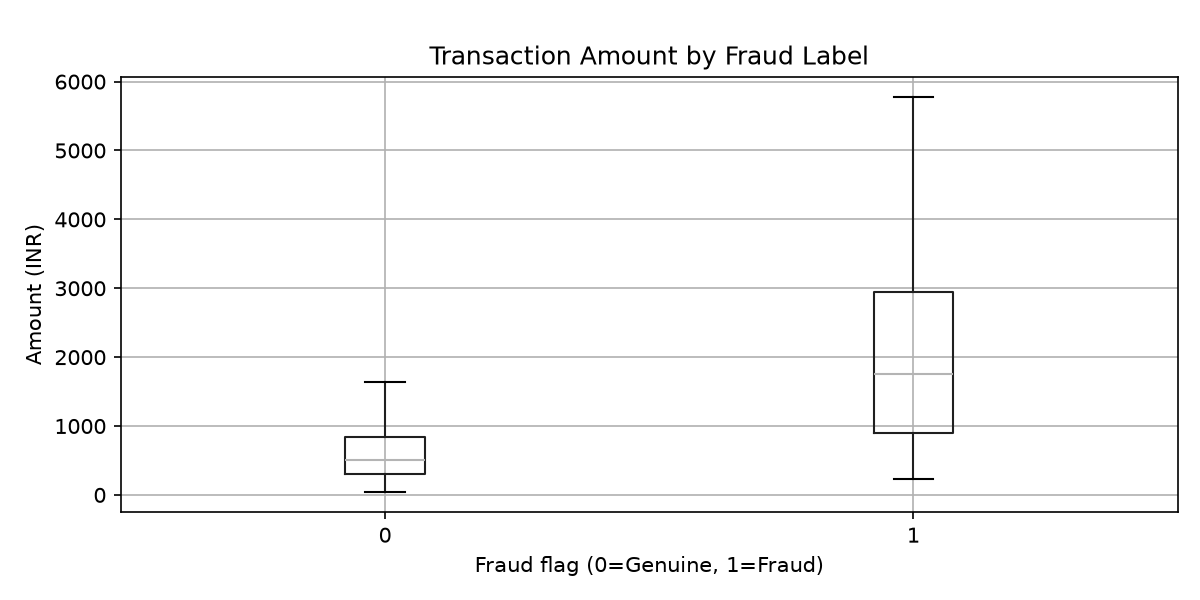 Transaction Amount by Fraud Label
6000
5000
4000
3000
2000
1000
0
Amount (INR)
0 1
Fraud flag (0=Genuine, 1=Fraud)